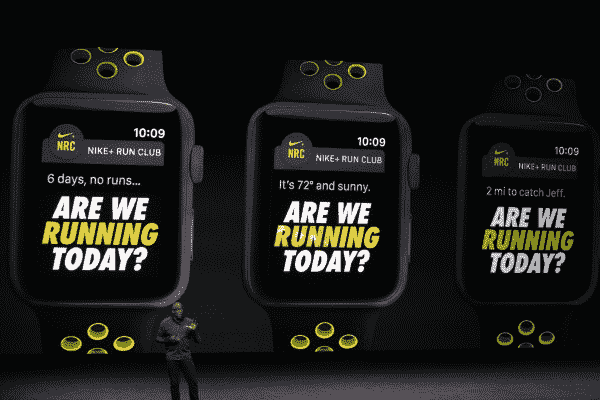 10:09
NRC
NIKE+ RUN CLUB
6 days, no runs...
ARE WE
RUNNING
TODAY?
10:09
NRC
NIKE+ RUN CLUB
It's 72° and sunny.
ARE WE
RUNNING
TODAY?
10:09
NRC
NIKE+ RUN CLUB
2 mi to catch Jeff.
ARE WE
RUNNING
TODAY?